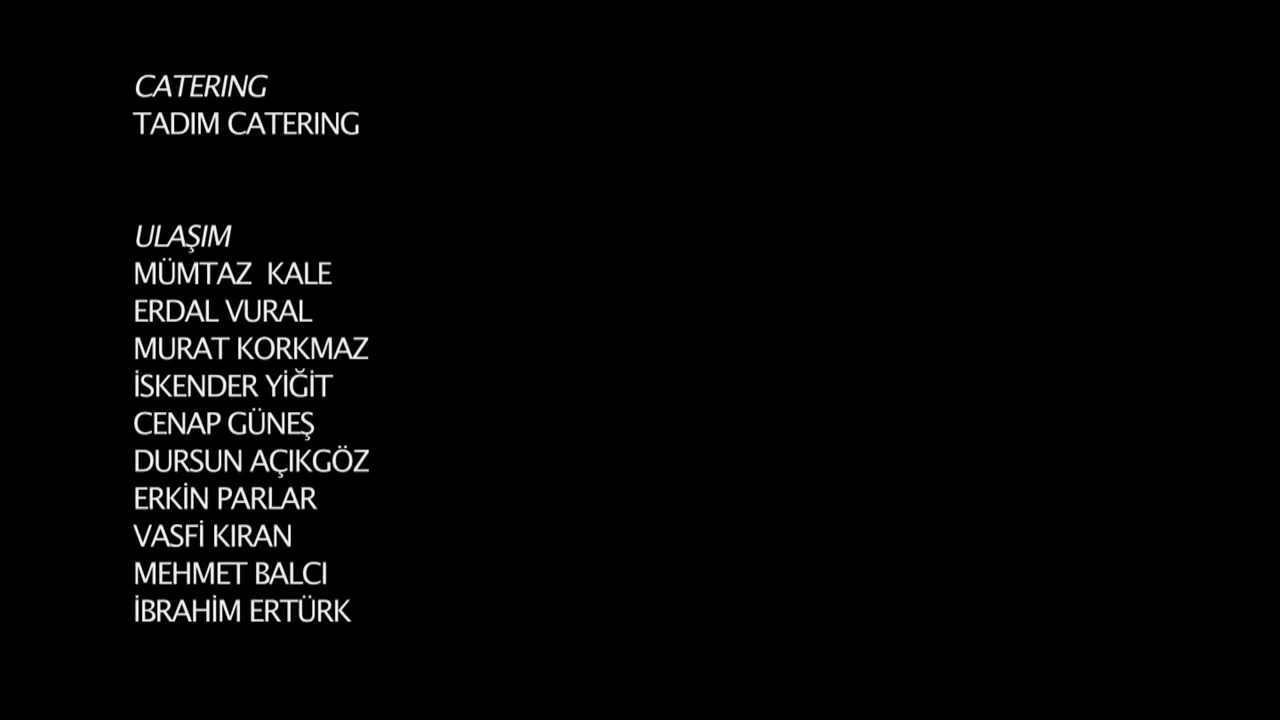 CATERING
TADIM CATERING
ULAŞIM
MÜMTAZ  KALE
ERDAL VURAL
MURAT KORKMAZ
İSKENDER YİĞİT
CENAP GÜNEŞ
DURSUN AÇIKGÖZ
ERKİN PARLAR
VASFİ KIRAN
MEHMET BALCI
İBRAHİM ERTÜRK